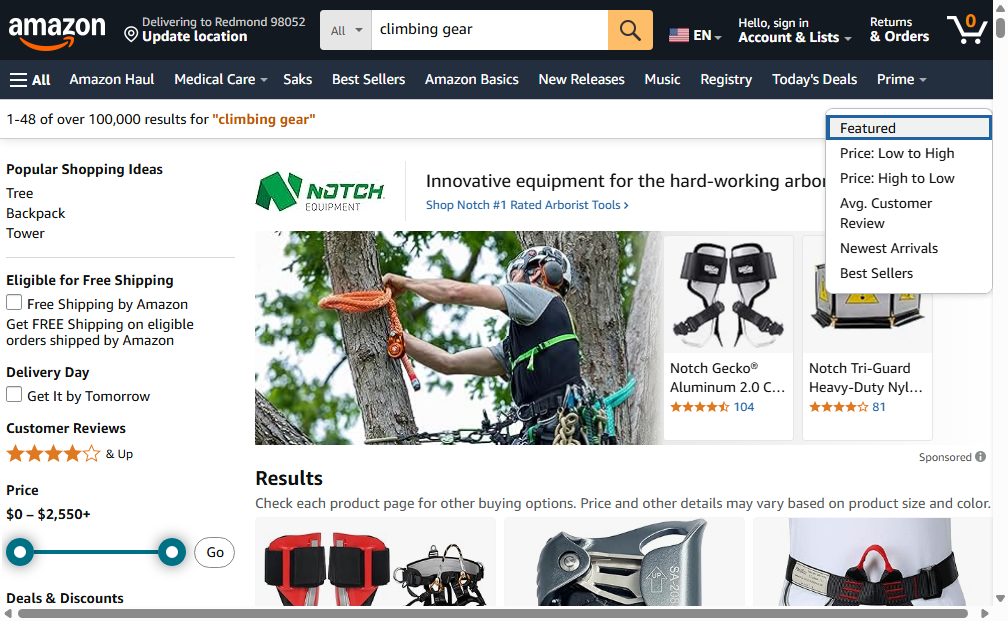 amazon
Delivering to Redmond 98052
Update location
All
climbing gear
EN
Hello, sign in
Account & Lists
Returns
& Orders
0
All
Amazon Haul
Medical Care
Saks
Best Sellers
Amazon Basics
New Releases
Music
Registry
Today's Deals
Prime
1-48 of over 100,000 results for "climbing gear"
Featured
Price: Low to High
Price: High to Low
Avg. Customer
Review
Newest Arrivals
Best Sellers
Popular Shopping Ideas
Tree
Backpack
Tower
Eligible for Free Shipping
Free Shipping by Amazon
Get FREE Shipping on eligible
orders shipped by Amazon
Delivery Day
Get It by Tomorrow
Customer Reviews
& Up
Price
$0 – $2,550+
Go
Deals & Discounts
NOTCH
EQUIPMENT
Innovative equipment for the hard-working arbor
Shop Notch #1 Rated Arborist Tools ›
Notch Gecko®
Aluminum 2.0 C...
104
Notch Tri-Guard
Heavy-Duty Nyl...
81
Sponsored
Results
Check each product page for other buying options. Price and other details may vary based on product size and color.
UP